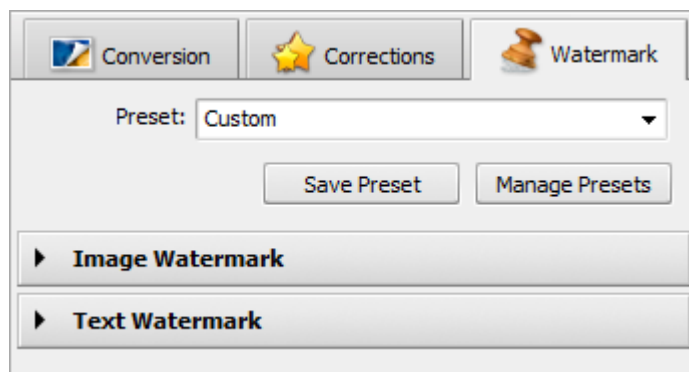 Conversion Corrections Watermark
Preset: Custom
Save Preset Manage Presets
Image Watermark
Text Watermark